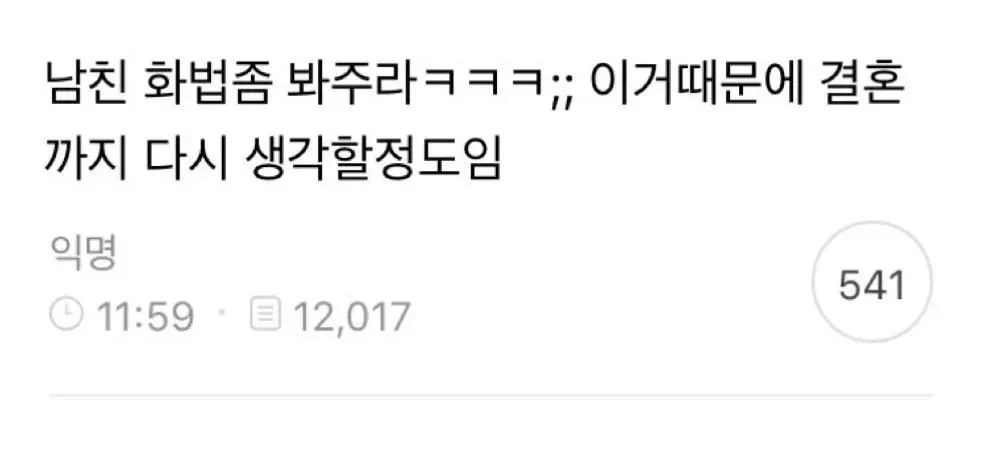 남친 화법좀 봐주라ㅋㅋㅋ;; 이거때문에 결혼
까지 다시 생각할정도임
익명
541
11:59 · 12,017